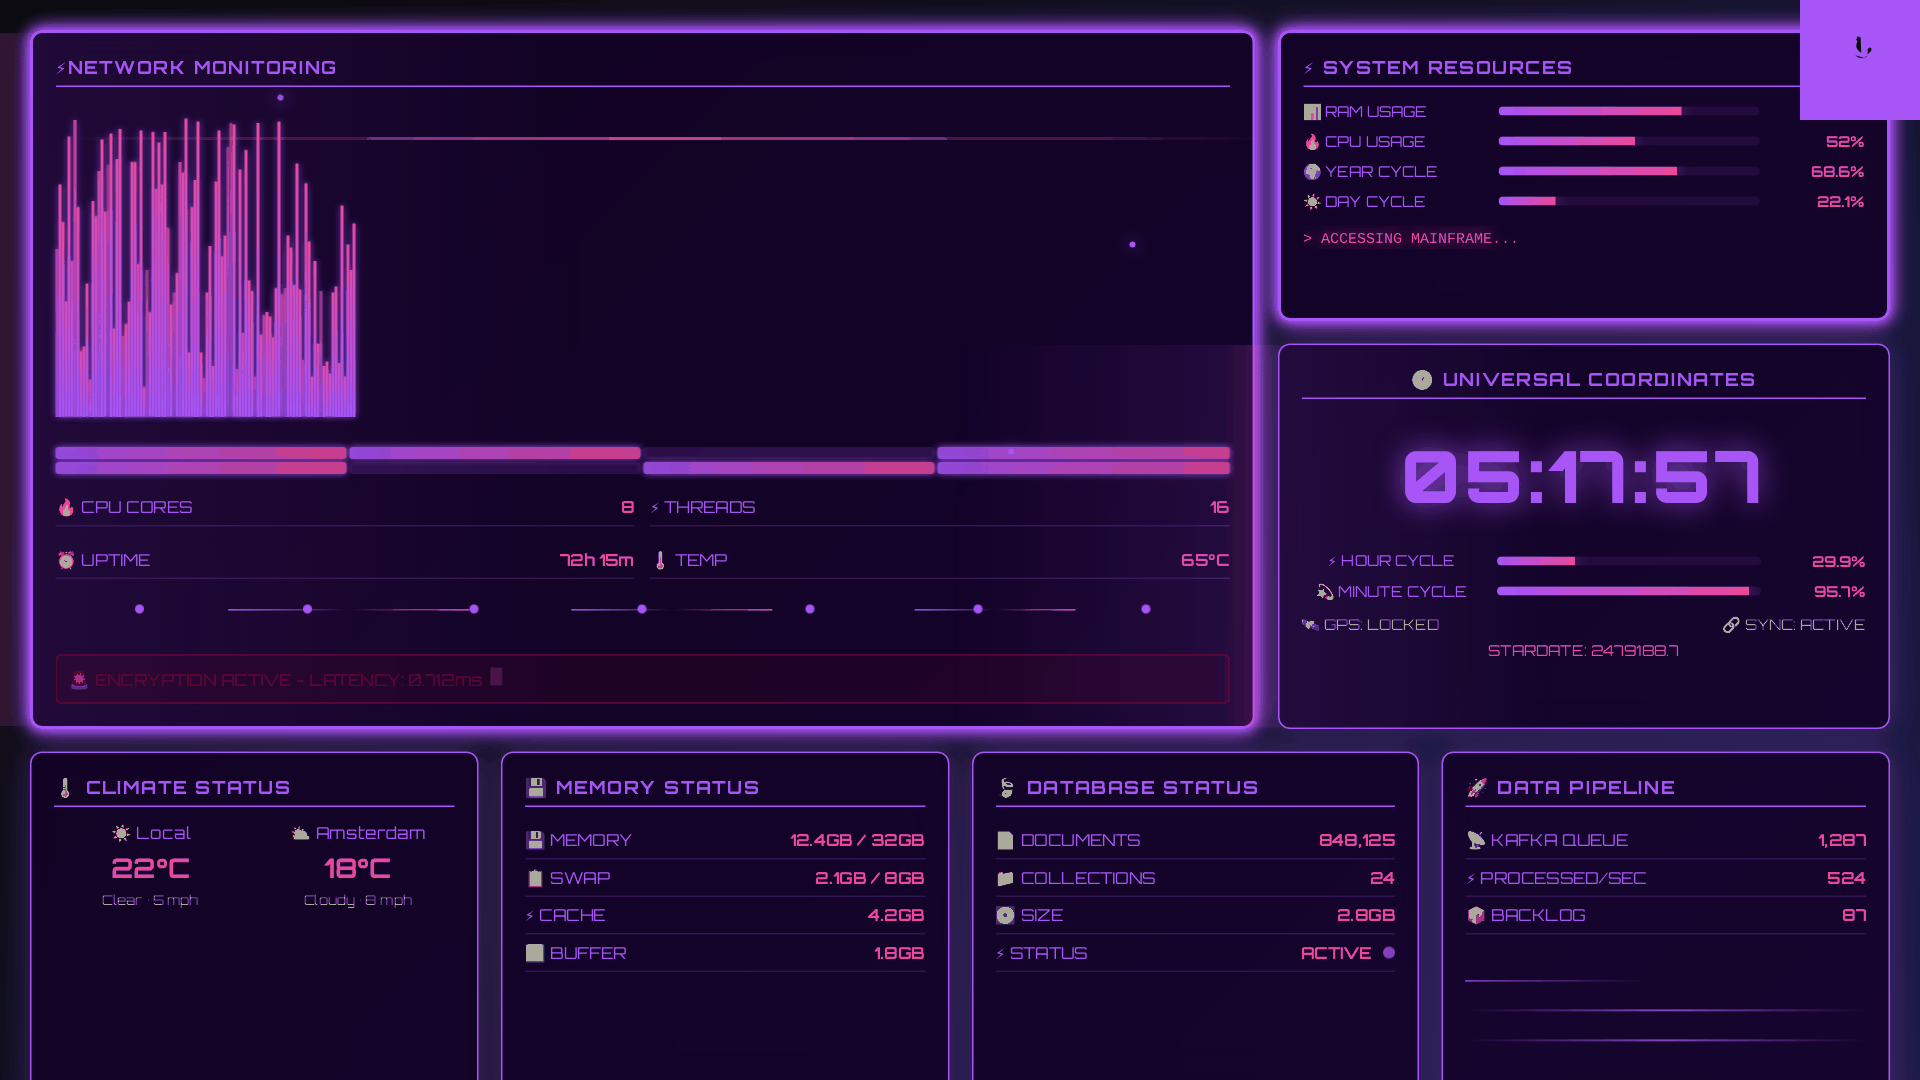 ⚡NETWORK MONITORING
CPU CORES 8
⚡ THREADS 16
UPTIME 72h 15m
TEMP 65°C
ENCRYPTION ACTIVE - LATENCY: 0.712ms
⚡ SYSTEM RESOURCES
RAM USAGE
CPU USAGE 52%
YEAR CYCLE 68.6%
DAY CYCLE 22.1%
> ACCESSING MAINFRAME...
UNIVERSAL COORDINATES
05:17:57
⚡ HOUR CYCLE 29.9%
MINUTE CYCLE 95.7%
GPS: LOCKED
SYNC: ACTIVE
STARDATE: 2479188.7
CLIMATE STATUS
Local
22°C
Clear · 5 mph
Amsterdam
18°C
Cloudy · 8 mph
MEMORY STATUS
MEMORY 12.4GB / 32GB
SWAP 2.1GB / 8GB
⚡ CACHE 4.2GB
BUFFER 1.8GB
DATABASE STATUS
DOCUMENTS 848,125
COLLECTIONS 24
SIZE 2.8GB
⚡ STATUS ACTIVE
DATA PIPELINE
KAFKA QUEUE 1,287
⚡ PROCESSED/SEC 524
BACKLOG 87